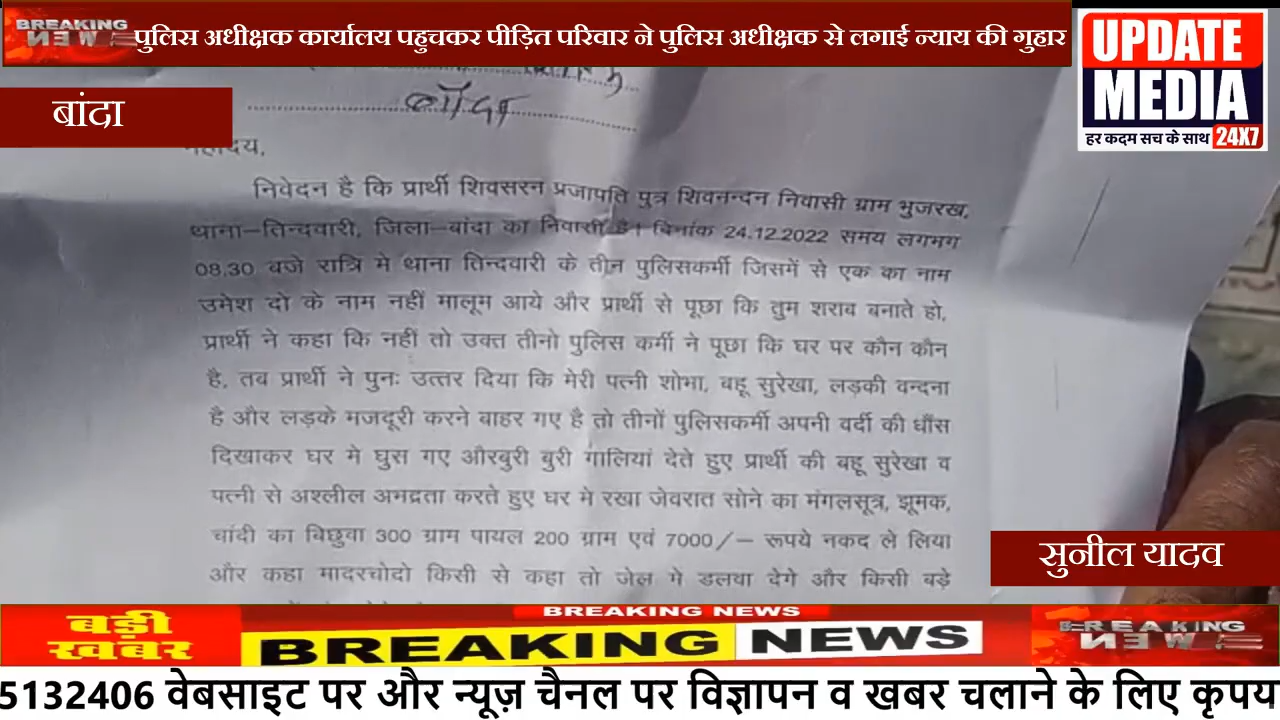 BREAKING
NEWS
पुलिस अधीक्षक कार्यालय पहुचकर पीड़ित परिवार ने पुलिस अधीक्षक से लगाई न्याय की गुहार
UPDATE
MEDIA
हर कदम सच के साथ 24X7
बांदा
बाँदा
महोदय,
निवेदन है कि प्रार्थी शिवसरन प्रजापति पुत्र शिवनन्दन निवासी ग्राम भुजरख,
थाना–तिन्दवारी, जिला–बांदा का निवासी है। दिनांक 24.12.2022 समय लगभग
08.30 बजे रात्रि मे थाना तिन्दवारी के तीन पुलिसकर्मी जिसमें से एक का नाम
उमेश दो के नाम नहीं मालूम आये और प्रार्थी से पूछा कि तुम शराब बनाते हो,
प्रार्थी ने कहा कि नहीं तो उक्त तीनो पुलिस कर्मी ने पूछा कि घर पर कौन कौन
है, तब प्रार्थी ने पुनः उत्तर दिया कि मेरी पत्नी शोभा, बहू सुरेखा, लड़की वन्दना
है और लड़के मजदूरी करने बाहर गए है तो तीनों पुलिसकर्मी अपनी वर्दी की धौंस
दिखाकर घर मे घुस गए औरबुरी बुरी गालियां देते हुए प्रार्थी की बहू सुरेखा व
पत्नी से अश्लील अभद्रता करते हुए घर मे रखा जेवरात सोने का मंगलसूत्र, झूमक,
चांदी का बिछुवा 300 ग्राम पायल 200 ग्राम एवं 7000/– रूपये नकद ले लिया
और कहा मादरचोदो किसी से कहा तो जेल मे डलवा देगे और किसी बड़े
सुनील यादव
बड़ी
खबर
BREAKING NEWS
BREAKING NEWS
BREAKING
NEWS
5132406 वेबसाइट पर और न्यूज़ चैनल पर विज्ञापन व खबर चलाने के लिए कृपय